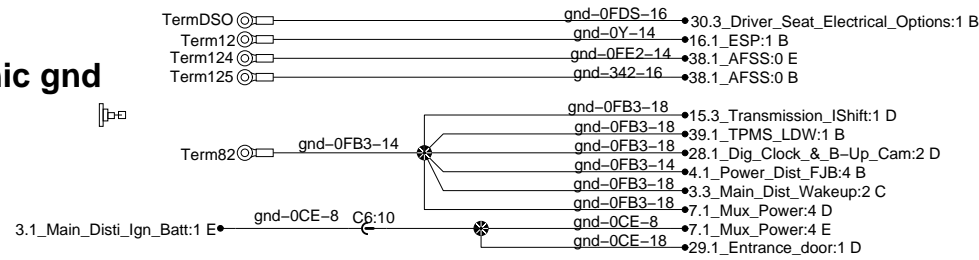 TermDSO gnd-0FDS-16 30.3_Driver_Seat_Electrical_Options:1 B
Term12 gnd-0Y-14 16.1_ESP:1 B
Term124 gnd-0FE2-14 38.1_AFSS:0 E
Term125 gnd-342-16 38.1_AFSS:0 B
gnd
gnd-0FB3-18 15.3_Transmission_IShift:1 D
gnd-0FB3-18 39.1_TPMS_LDW:1 B
Term82 gnd-0FB3-14 gnd-0FB3-18 28.1_Dig_Clock_&_B-Up_Cam:2 D
gnd-0FB3-14 4.1_Power_Dist_FJB:4 B
gnd-0FB3-18 3.3_Main_Dist_Wakeup:2 C
gnd-0FB3-18 7.1_Mux_Power:4 D
3.1_Main_Disti_Ign_Batt:1 E gnd-0CE-8 C6:10 gnd-0CE-8 7.1_Mux_Power:4 E
gnd-0CE-18 29.1_Entrance_door:1 D